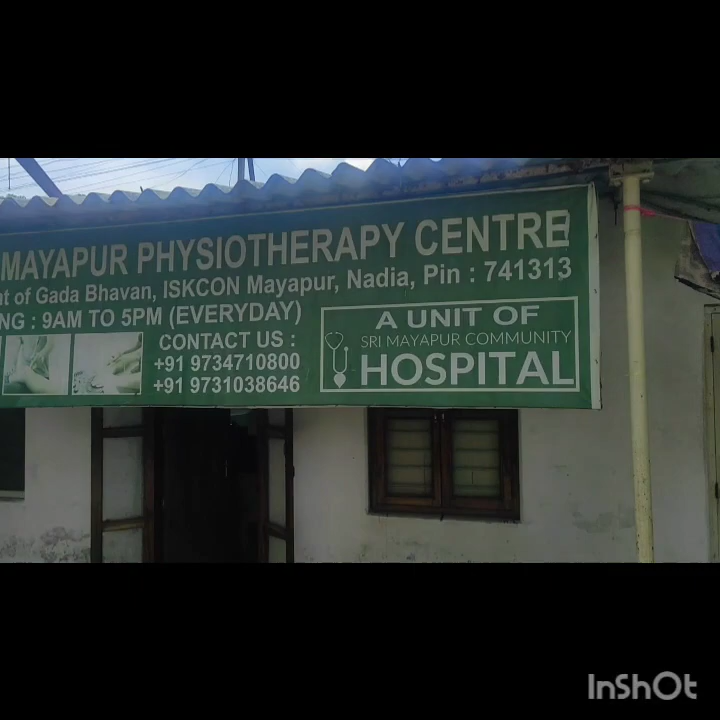 MAYAPUR PHYSIOTHERAPY CENTRE
of Gada Bhavan, ISKCON Mayapur, Nadia, Pin : 741313
: 9AM TO 5PM (EVERYDAY)
CONTACT US :
+91 9734710800
+91 9731038646
A UNIT OF
SRI MAYAPUR COMMUNITY
HOSPITAL
InShOt